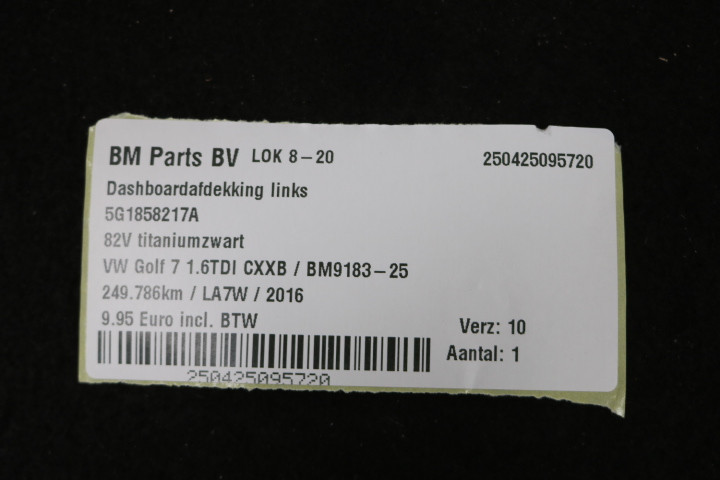 BM Parts BV LOK 8-20 250425095720
Dashboardafdekking links
5G1858217A
82V titaniumzwart
VW Golf 7 1.6TDI CXXB / BM9183-25
249.786km / LA7W / 2016
9.95 Euro incl. BTW Verz: 10
Aantal: 1
250425095720